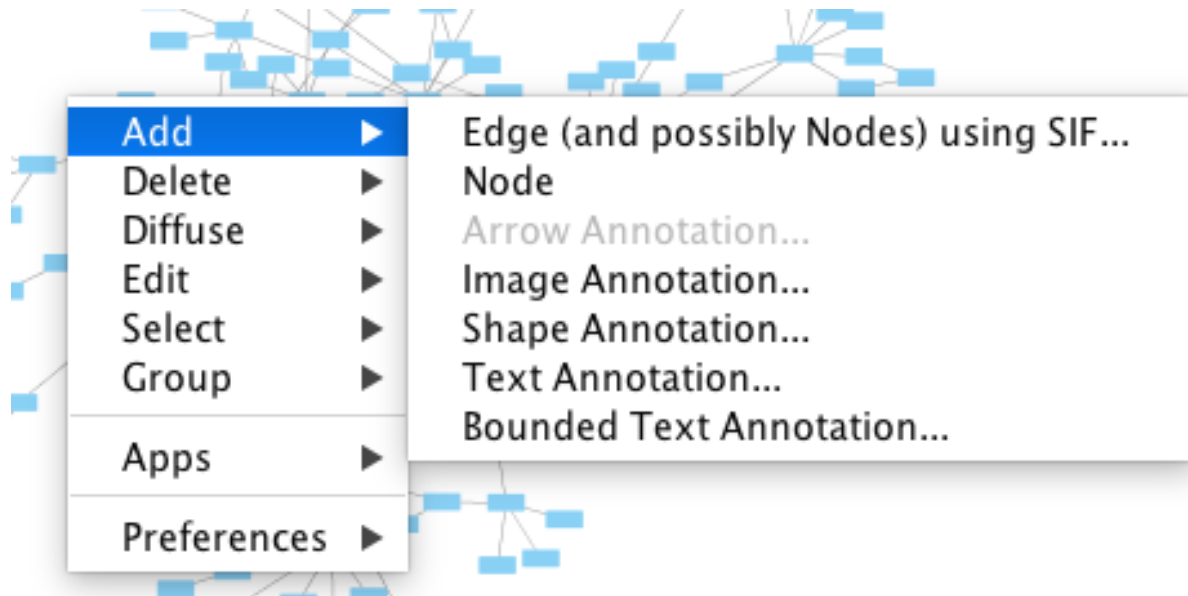 Add
Delete
Diffuse
Edit
Select
Group
Apps
Preferences
Edge (and possibly Nodes) using SIF...
Node
Arrow Annotation...
Image Annotation...
Shape Annotation...
Text Annotation...
Bounded Text Annotation...